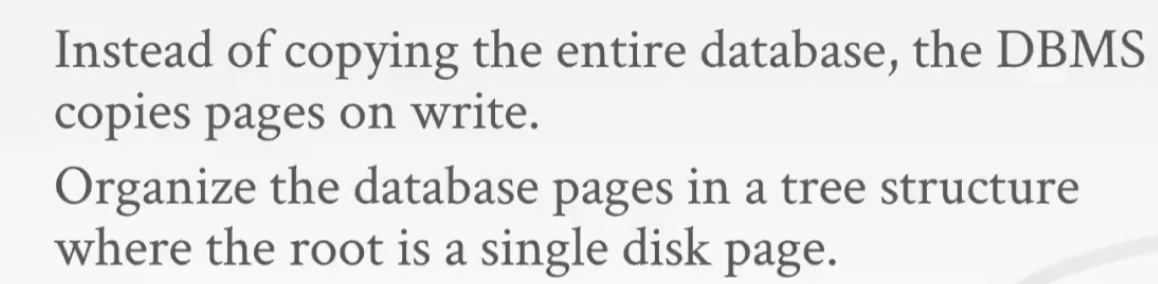 Instead of copying the entire database, the DBMS
copies pages on write.
Organize the database pages in a tree structure
where the root is a single disk page.